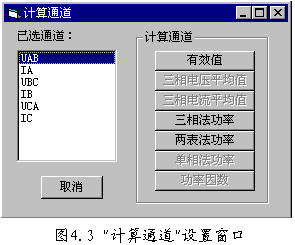 计算通道
已选通道：
UAB
IA
UBC
IB
UCA
IC
取消
计算通道
有效值
三相电压平均值
三相电流平均值
三相法功率
两表法功率
单相法功率
功率因数
图4.3 "计算通道"设置窗口